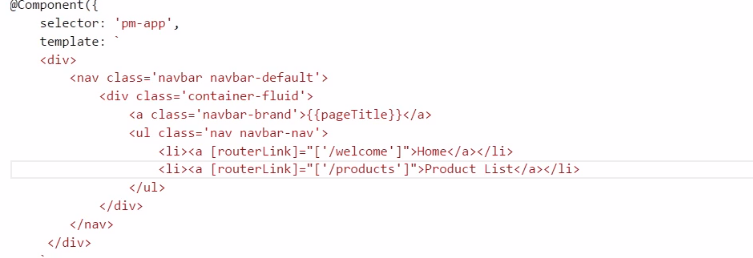 @Component({
    selector: 'pm-app',
    template: `
    <div>
        <nav class='navbar navbar-default'>
            <div class='container-fluid'>
                <a class='navbar-brand'>{{pageTitle}}</a>
                <ul class='nav navbar-nav'>
                    <li><a [routerLink]="['/welcome']">Home</a></li>
                    <li><a [routerLink]="['/products']">Product List</a></li>
                </ul>
            </div>
        </nav>
     </div>
    `